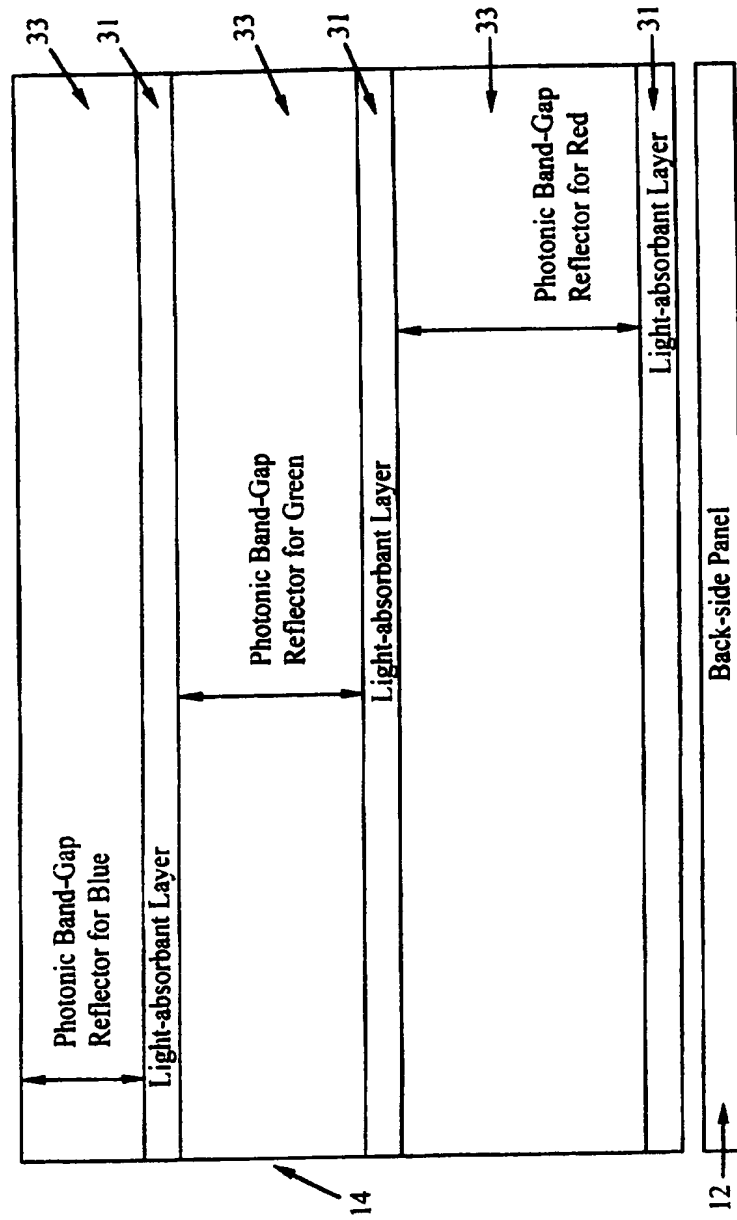 33
Photonic Band-Gap
Reflector for Blue
31
Light-absorbant Layer
33
Photonic Band-Gap
Reflector for Green
31
Light-absorbant Layer
14
33
Photonic Band-Gap
Reflector for Red
31
Light-absorbant Layer
12
Back-side Panel